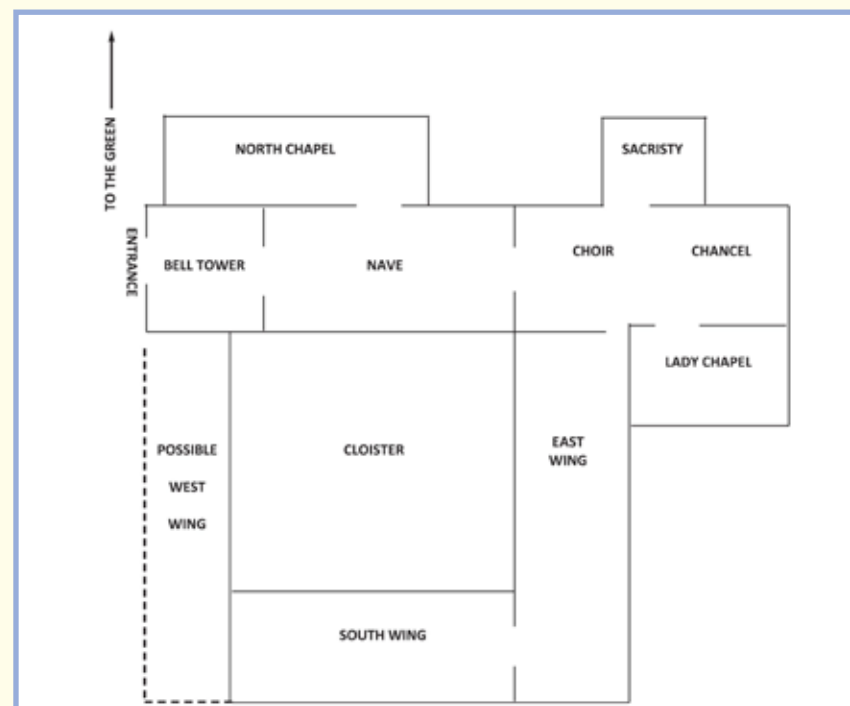 TO THE GREEN
NORTH CHAPEL
SACRISTY
ENTRANCE
BELL TOWER
NAVE
CHOIR
CHANCEL
LADY CHAPEL
POSSIBLE
WEST
WING
CLOISTER
EAST
WING
SOUTH WING